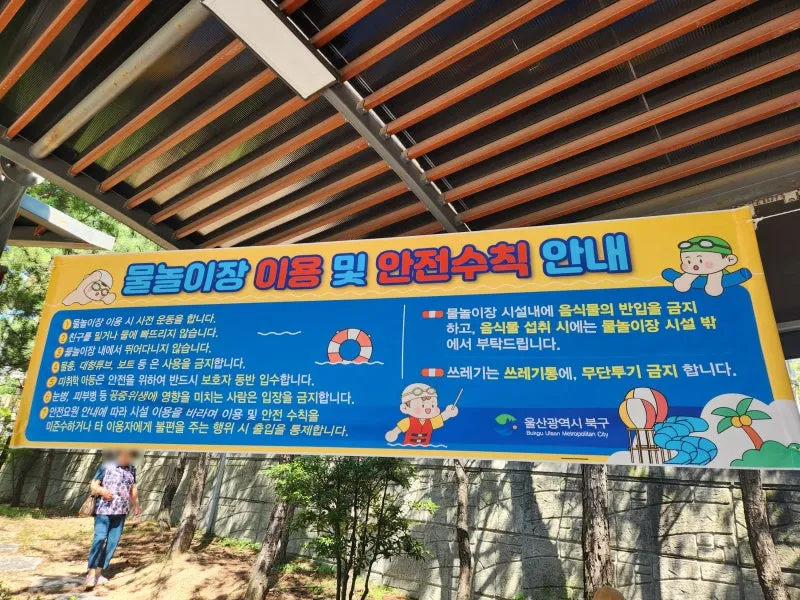 물놀이장 이용 및 안전수칙 안내
1 물놀이장 이용 시 사전 운동을 합니다.
2 친구를 밀거나 물에 빠뜨리지 않습니다.
3 물놀이장 내에서 뛰어다니지 않습니다.
4 물총, 대형튜브, 보트 등 은 사용을 금지합니다.
5 미취학 아동은 안전을 위하여 반드시 보호자 동반 입수합니다.
6 눈병, 피부병 등 공중위생에 영향을 미치는 사람은 입장을 금지합니다.
7 안전요원 안내에 따라 시설 이용을 바라며 이용 및 안전 수칙을
미준수하거나 타 이용자에게 불편을 주는 행위 시 출입을 통제합니다.
물놀이장 시설내에 음식물의 반입을 금지
하고, 음식물 섭취 시에는 물놀이장 시설 밖
에서 부탁드립니다.
쓰레기는 쓰레기통에, 무단투기 금지 합니다.
울산광역시 북구
Bukgu Ulsan Metropolitan City